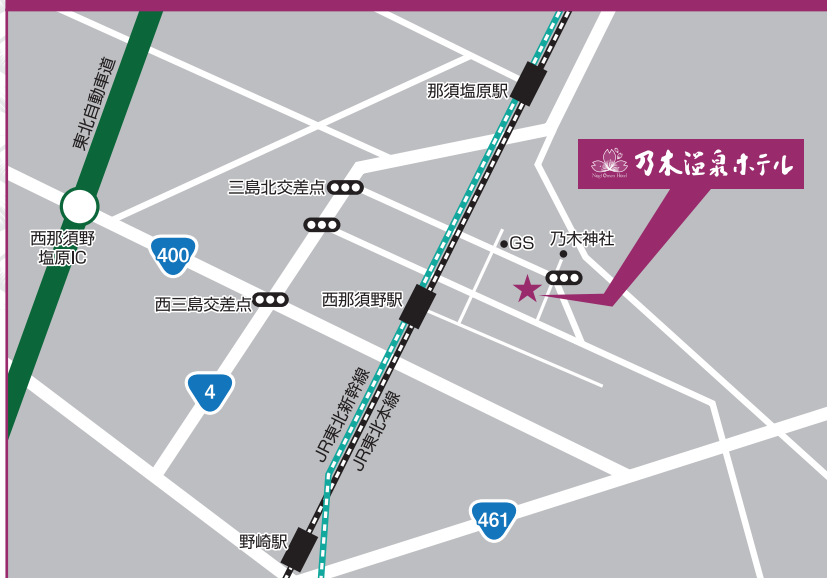 東北自動車道
那須塩原駅
乃木温泉ホテル
Nogi Onsen Hotel
三島北交差点
GS
乃木神社
西那須野
塩原IC
400
西三島交差点
西那須野駅
4
JR東北新幹線
JR東北本線
461
野崎駅